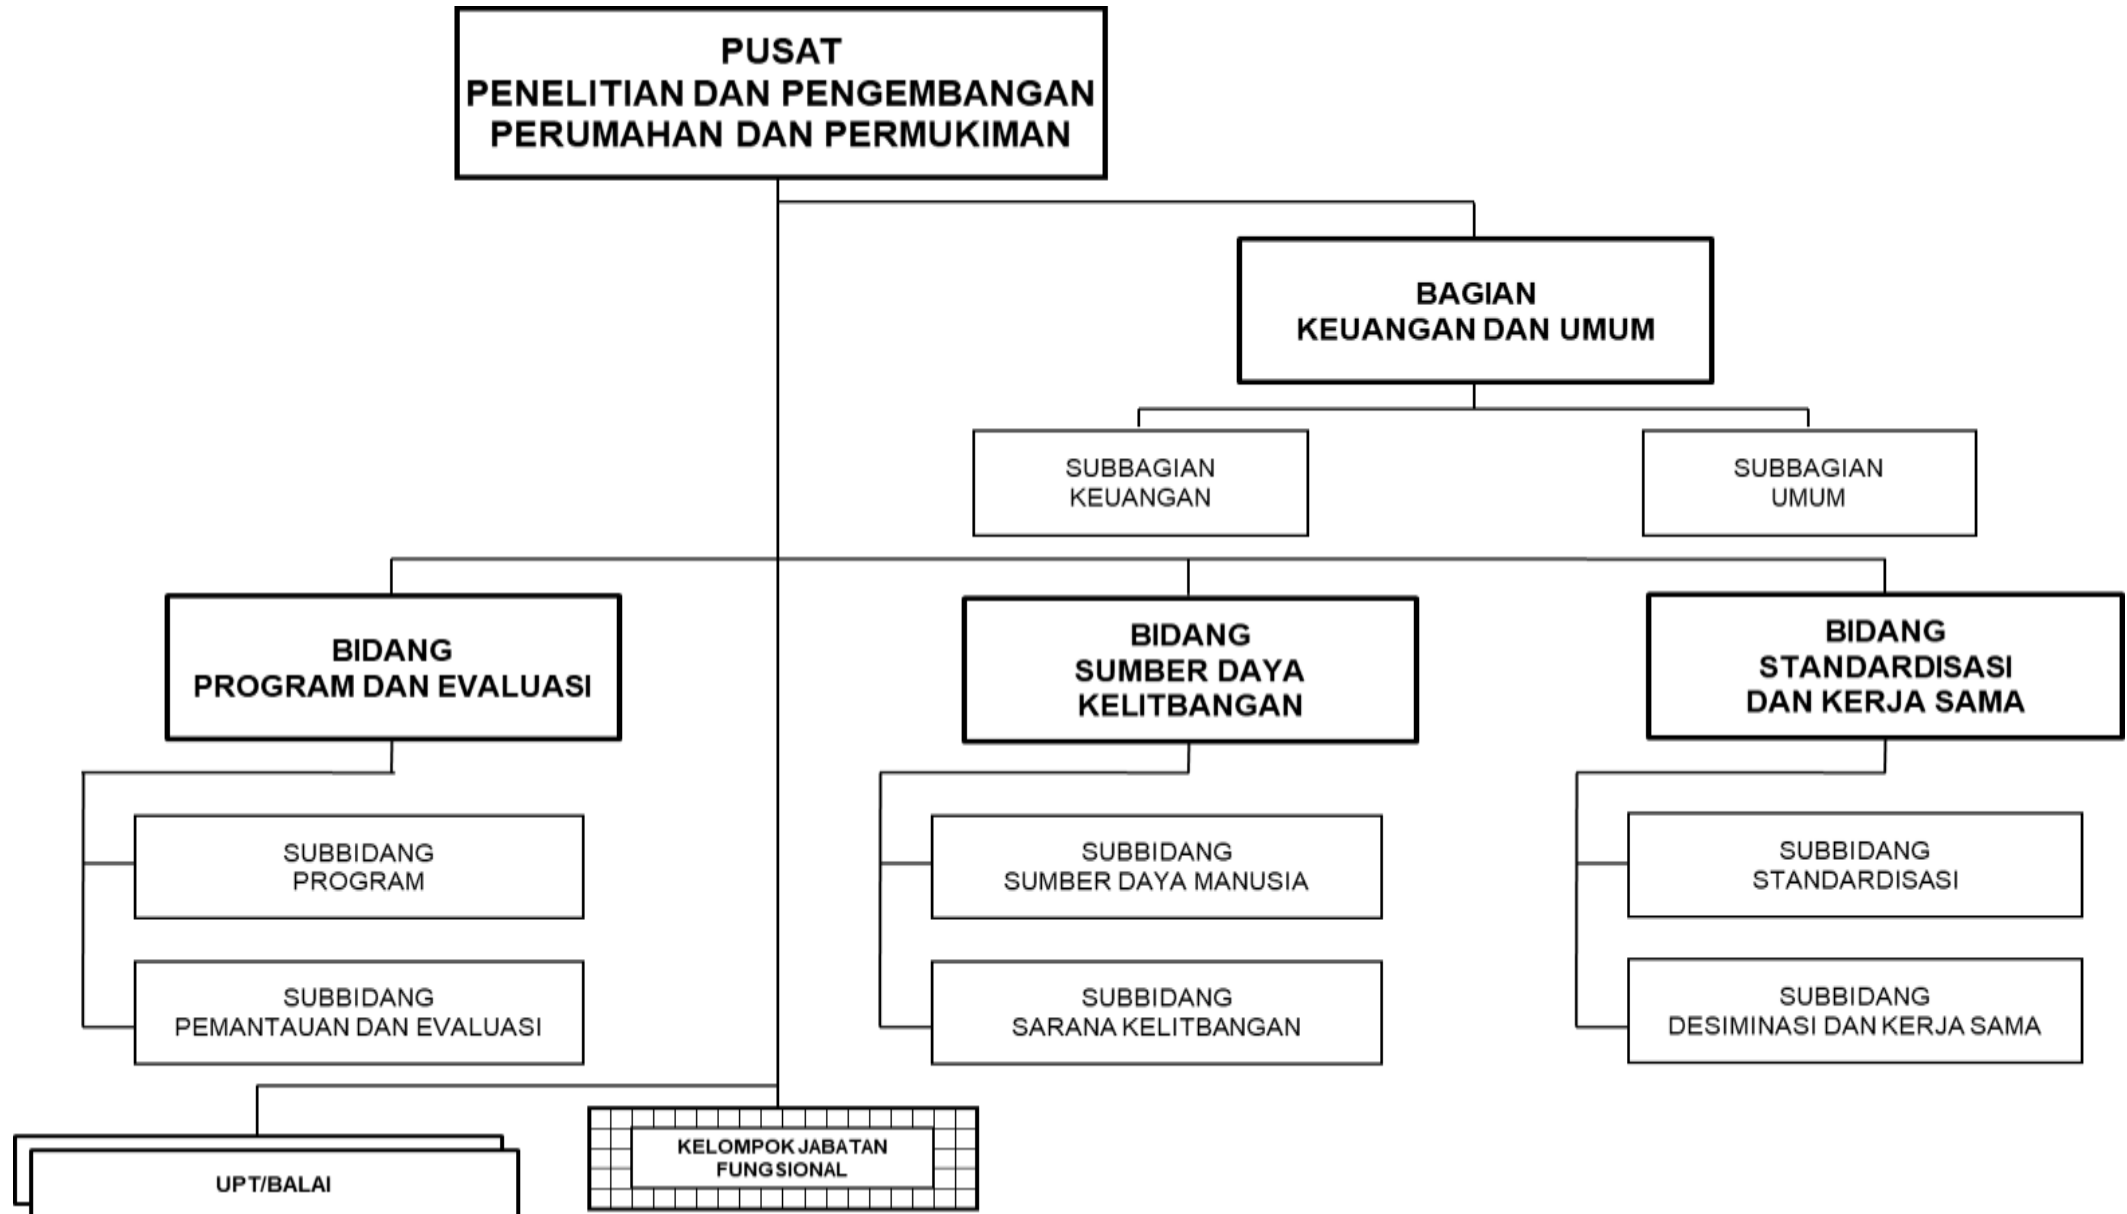 PUSAT
PENELITIAN DAN PENGEMBANGAN
PERUMAHAN DAN PERMUKIMAN
BAGIAN
KEUANGAN DAN UMUM
SUBBAGIAN
KEUANGAN
SUBBAGIAN
UMUM
BIDANG
PROGRAM DAN EVALUASI
BIDANG
SUMBER DAYA
KELITBANGAN
BIDANG
STANDARDISASI
DAN KERJA SAMA
SUBBIDANG
PROGRAM
SUBBIDANG
SUMBER DAYA MANUSIA
SUBBIDANG
STANDARDISASI
SUBBIDANG
PEMANTAUAN DAN EVALUASI
SUBBIDANG
SARANA KELITBANGAN
SUBBIDANG
DESIMINASI DAN KERJA SAMA
UPT/BALAI
KELOMPOK JABATAN
FUNGSIONAL